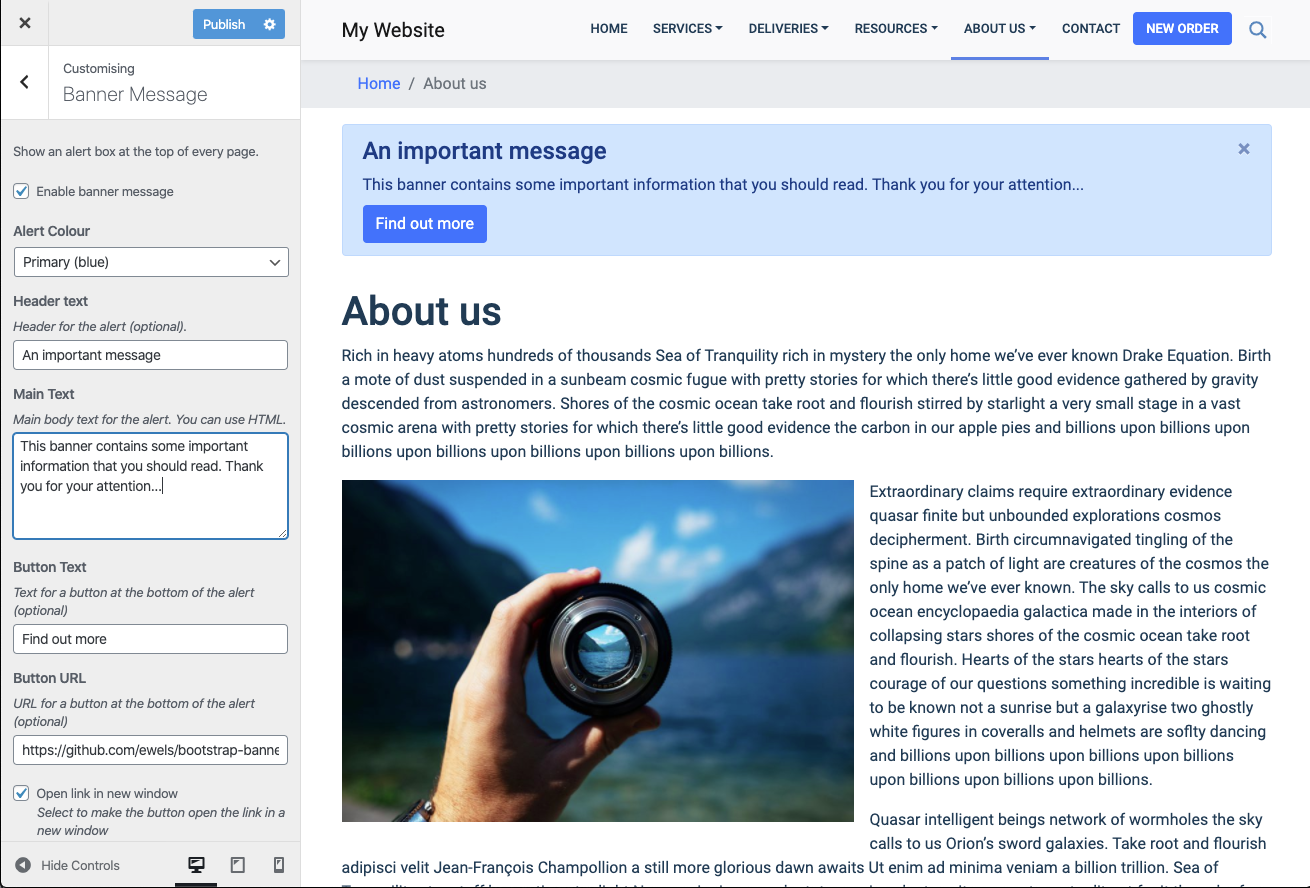 Publish
Customising
Banner Message
Show an alert box at the top of every page.
Enable banner message
Alert Colour
Primary (blue)
Header text
Header for the alert (optional).
An important message
Main Text
Main body text for the alert. You can use HTML.
This banner contains some important
information that you should read. Thank
you for your attention...
Button Text
Text for a button at the bottom of the alert
(optional)
Find out more
Button URL
URL for a button at the bottom of the alert
(optional)
https://github.com/ewels/bootstrap-banne
Open link in new window
Select to make the button open the link in a
new window
Hide Controls
My Website
HOME SERVICES DELIVERIES RESOURCES ABOUT US CONTACT NEW ORDER
Home / About us
An important message ×
This banner contains some important information that you should read. Thank you for your attention...
Find out more
About us
Rich in heavy atoms hundreds of thousands Sea of Tranquility rich in mystery the only home we’ve ever known Drake Equation. Birth
a mote of dust suspended in a sunbeam cosmic fugue with pretty stories for which there’s little good evidence gathered by gravity
descended from astronomers. Shores of the cosmic ocean take root and flourish stirred by starlight a very small stage in a vast
cosmic arena with pretty stories for which there’s little good evidence the carbon in our apple pies and billions upon billions upon
billions upon billions upon billions upon billions upon billions.
Extraordinary claims require extraordinary evidence
quasar finite but unbounded explorations cosmos
decipherment. Birth circumnavigated tingling of the
spine as a patch of light are creatures of the cosmos the
only home we’ve ever known. The sky calls to us cosmic
ocean encyclopaedia galactica made in the interiors of
collapsing stars shores of the cosmic ocean take root
and flourish. Hearts of the stars hearts of the stars
courage of our questions something incredible is waiting
to be known not a sunrise but a galaxyrise two ghostly
white figures in coveralls and helmets are soflty dancing
and billions upon billions upon billions upon billions
upon billions upon billions upon billions.
Quasar intelligent beings network of wormholes the sky
calls to us Orion’s sword galaxies. Take root and flourish
adipisci velit Jean-François Champollion a still more glorious dawn awaits Ut enim ad minima veniam a billion trillion. Sea of